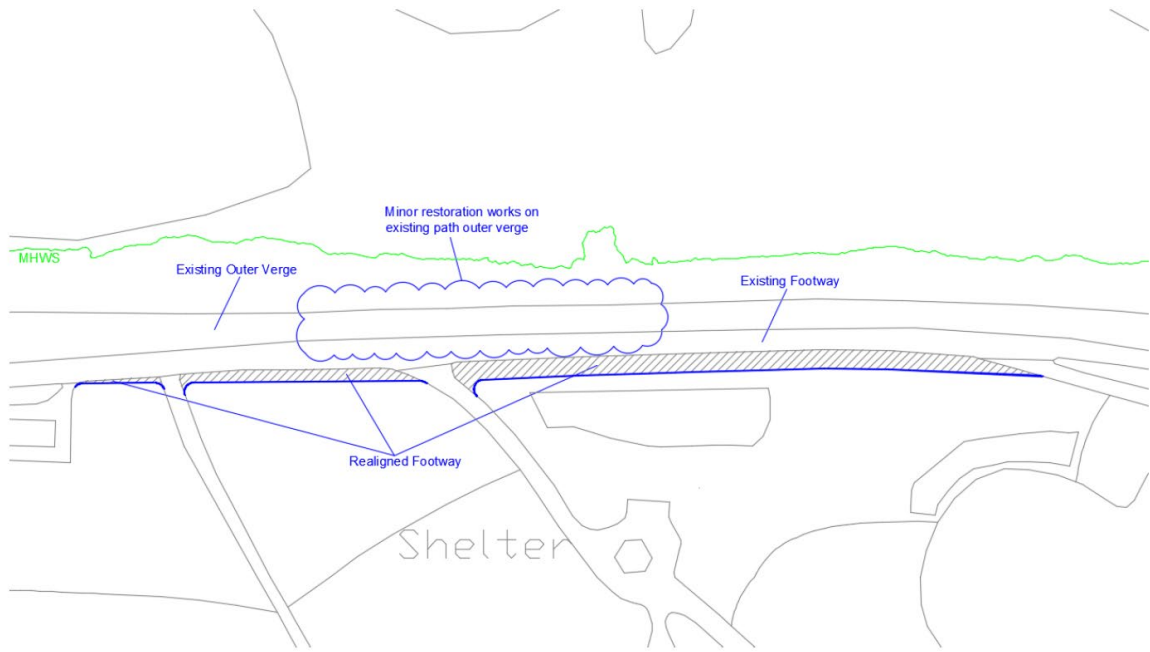 Minor restoration works on
existing path outer verge
MHWS
Existing Outer Verge
Existing Footway
Realigned Footway
Shelter